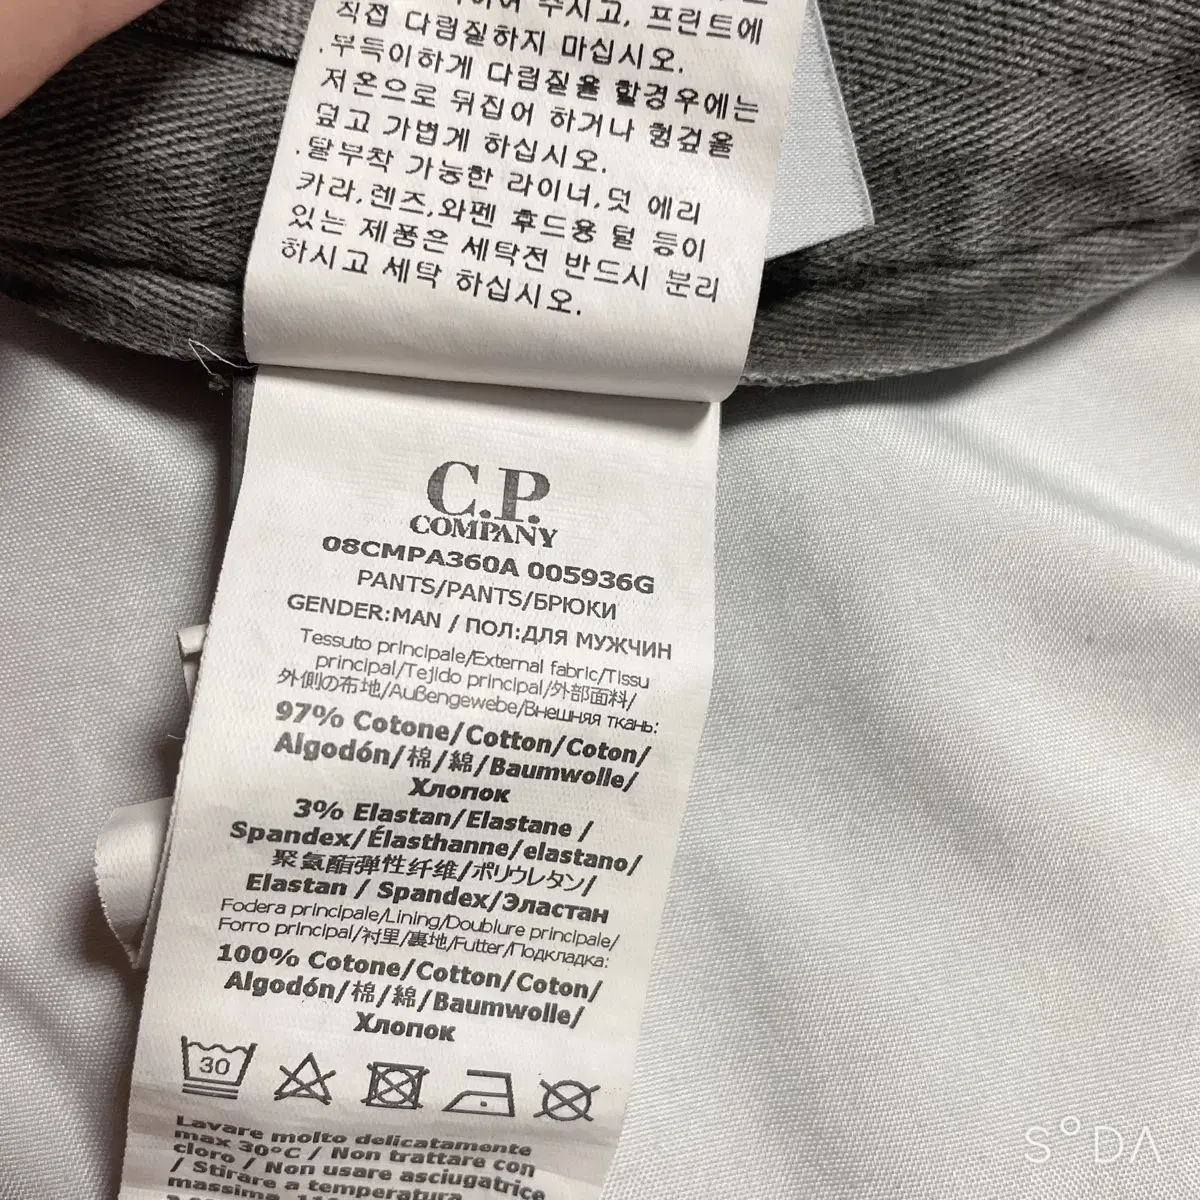 주시고, 프린트에
직접 다림질하지 마십시오.
.부득이하게 다림질을 할경우에는
저온으로 뒤집어 하거나 헝겊을
덮고 가볍게 하십시오.
.탈부착 가능한 라이너,덧 에리
카라,렌즈,와펜 후드용 털 등이
있는 제품은 세탁전 반드시 분리
하시고 세탁 하십시오.
C.P.
COMPANY
08CMPA360A 005936G
PANTS/PANTS/БРЮКИ
GENDER:MAN / ПОЛ:ДЛЯ МУЖЧИН
Tessuto principale/External fabric/Tissu
principal/Tejido principal/外部面料/
外側の布地/Außengewebe/Внешняя ткань:
97% Cotone/Cotton/Coton/
Algodón/棉/綿/Baumwolle/
Хлопок
3% Elastan/Elastane /
Spandex/Élasthanne/elastano/
聚氨酯弹性纤维/ポリウレタン/
Elastan / Spandex/Эластан
Fodera principale/Lining/Doublure principale/
Forro principal/衬里/裏地/Futter/Подкладка:
100% Cotone/Cotton/Coton/
Algodón/棉/綿/Baumwolle/
Хлопок
30
Lavare molto delicatamente
max 30°C / Non trattare con
cloro / Non usare asciugatrice
/ Stirare a temperatura
massima
SODA